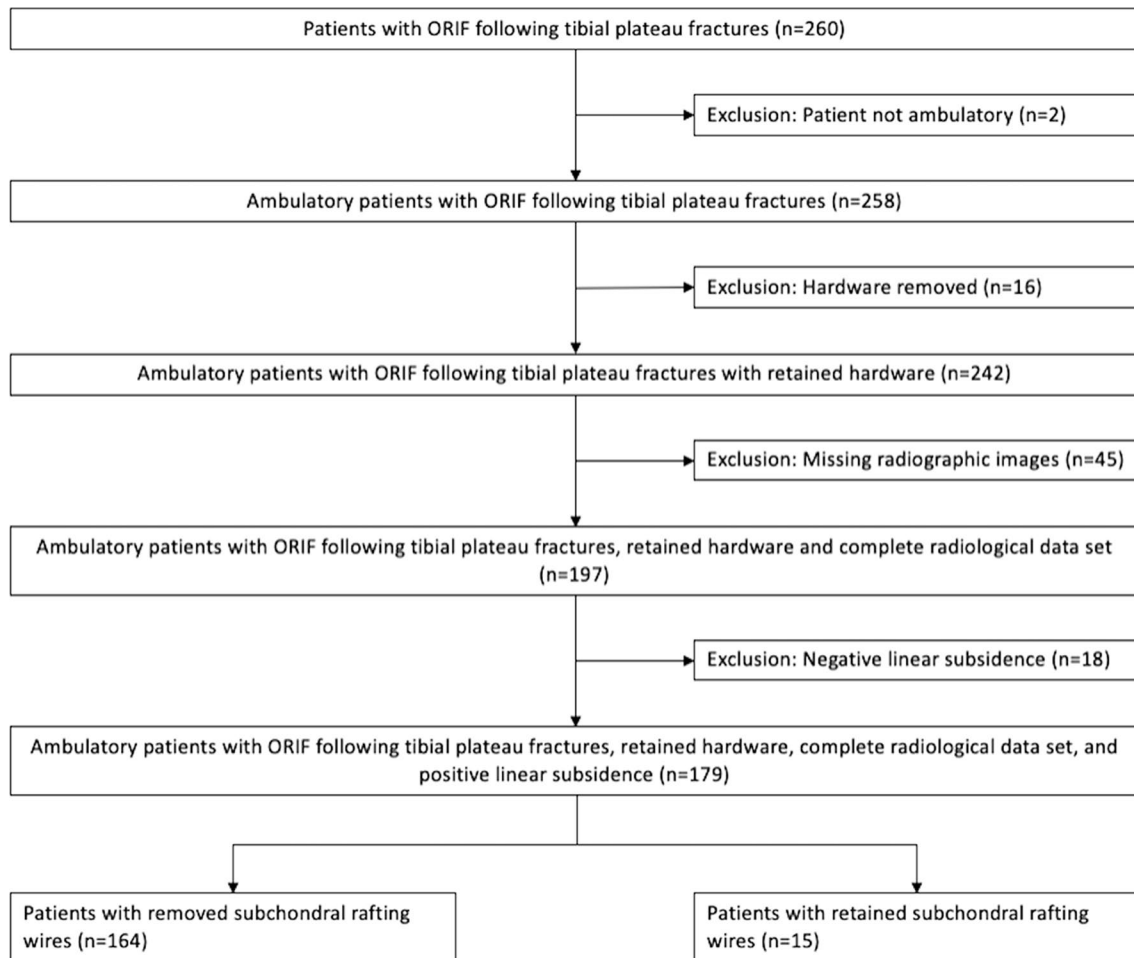 Patients with ORIF following tibial plateau fractures (n=260)
Exclusion: Patient not ambulatory (n=2)
Ambulatory patients with ORIF following tibial plateau fractures (n=258)
Exclusion: Hardware removed (n=16)
Ambulatory patients with ORIF following tibial plateau fractures with retained hardware (n=242)
Exclusion: Missing radiographic images (n=45)
Ambulatory patients with ORIF following tibial plateau fractures, retained hardware and complete radiological data set
(n=197)
Exclusion: Negative linear subsidence (n=18)
Ambulatory patients with ORIF following tibial plateau fractures, retained hardware, complete radiological data set, and
positive linear subsidence (n=179)
Patients with removed subchondral rafting
wires (n=164)
Patients with retained subchondral rafting
wires (n=15)